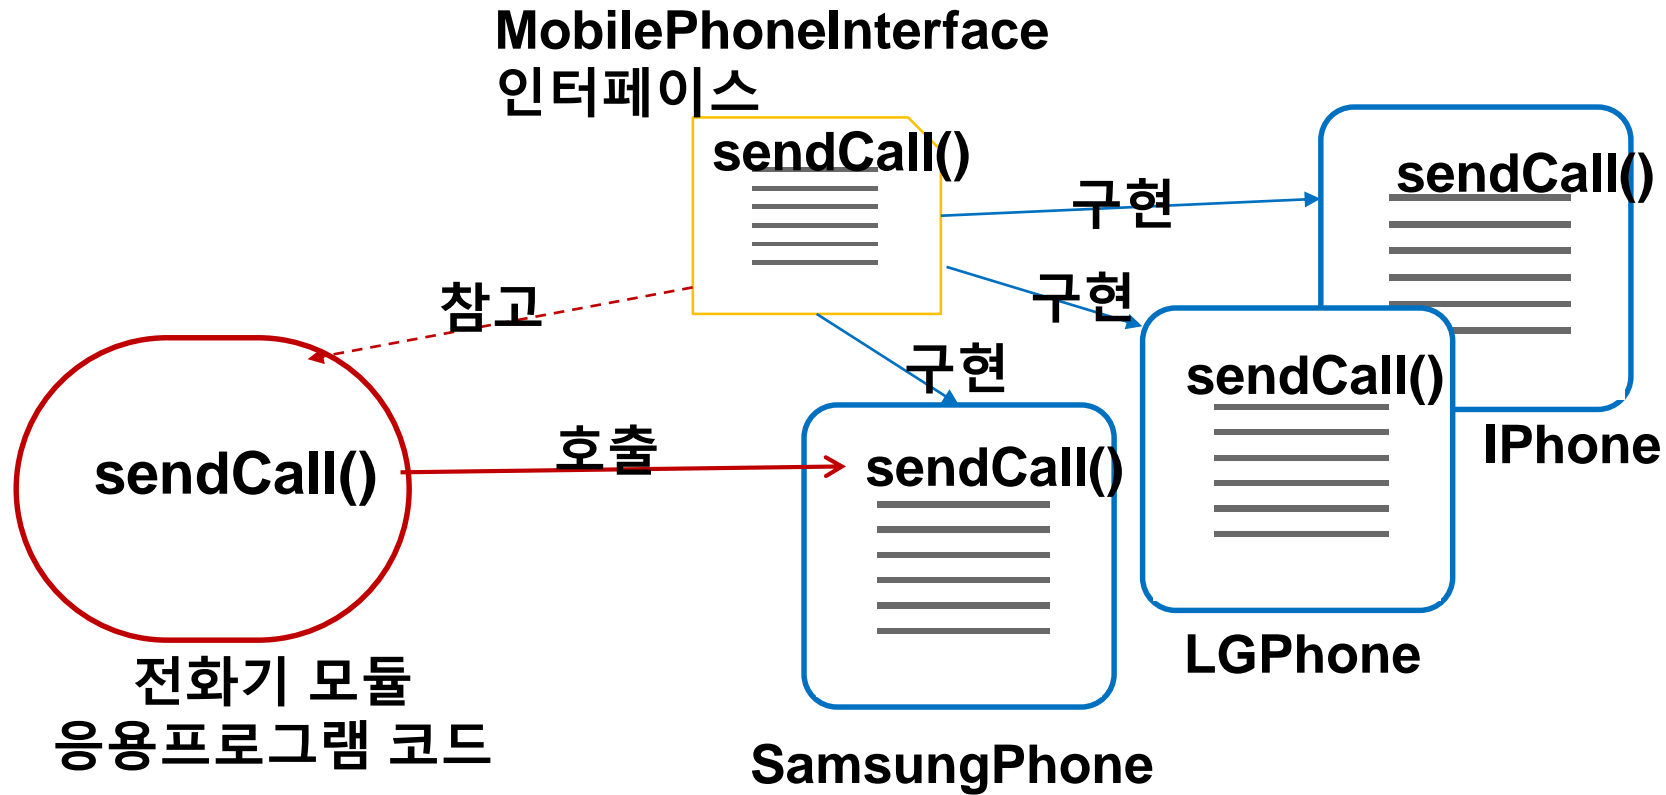 MobilePhoneInterface
인터페이스
sendCall()
sendCall()
구현
구현
참고
구현
sendCall()
호출
sendCall()
sendCall()
IPhone
LGPhone
전화기 모듈
응용프로그램 코드
SamsungPhone